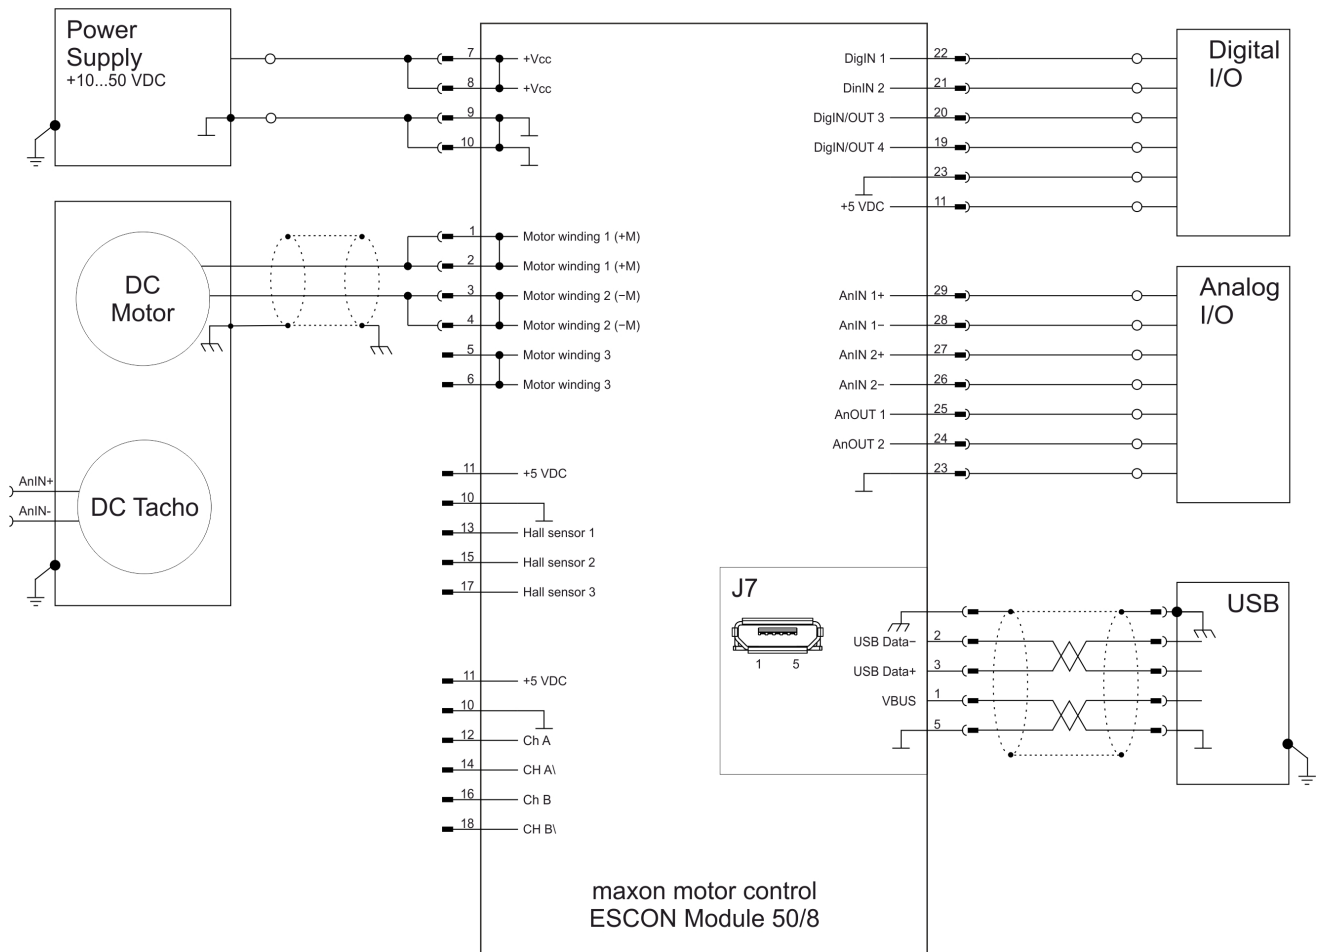 Power
Supply
+10...50 VDC
7 +Vcc
8 +Vcc
9
10
DC
Motor
1 Motor winding 1 (+M)
2 Motor winding 1 (+M)
3 Motor winding 2 (−M)
4 Motor winding 2 (−M)
5 Motor winding 3
6 Motor winding 3
AnIN+
AnIN-
DC Tacho
11 +5 VDC
10
13 Hall sensor 1
15 Hall sensor 2
17 Hall sensor 3
11 +5 VDC
10
12 Ch A
14 CH A\
16 Ch B
18 CH B\
DigIN 1 22
DinIN 2 21
DigIN/OUT 3 20
DigIN/OUT 4 19
23
+5 VDC 11
Digital
I/O
AnIN 1+ 29
AnIN 1− 28
AnIN 2+ 27
AnIN 2− 26
AnOUT 1 25
AnOUT 2 24
23
Analog
I/O
J7
1 5
USB Data− 2
USB Data+ 3
VBUS 1
5
USB
maxon motor control
ESCON Module 50/8